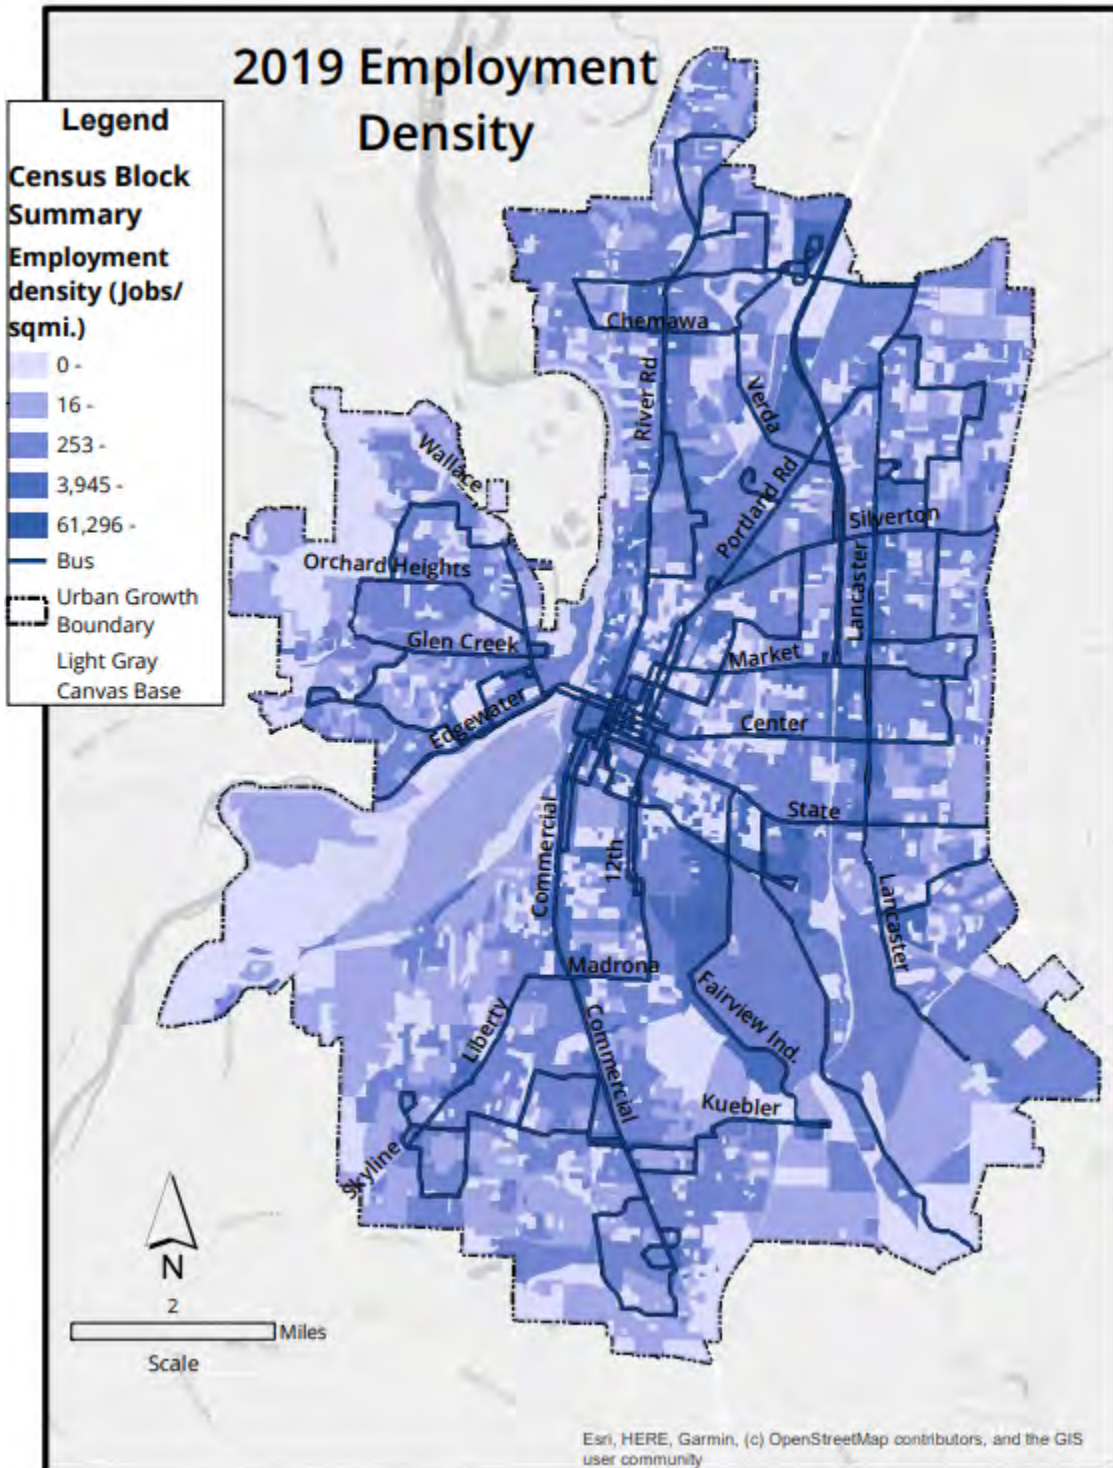 2019 Employment
Density
Legend
Census Block
Summary
Employment
density (Jobs/
sqmi.)
0 -
16 -
253 -
3,945 -
61,296 -
Bus
Urban Growth
Boundary
Light Gray
Canvas Base
Chemawa
River Rd
Verda
Wallace
Portland Rd
Silverton
Orchard Heights
Lancaster
Glen Creek
Market
Edgewater
Center
State
Commercial
12th
Lancaster
Madrona
Fairview Ind.
Liberty
Commercial
Kuebler
Skyline
N
2
Miles
Scale
Esri, HERE, Garmin, (c) OpenStreetMap contributors, and the GIS
user community